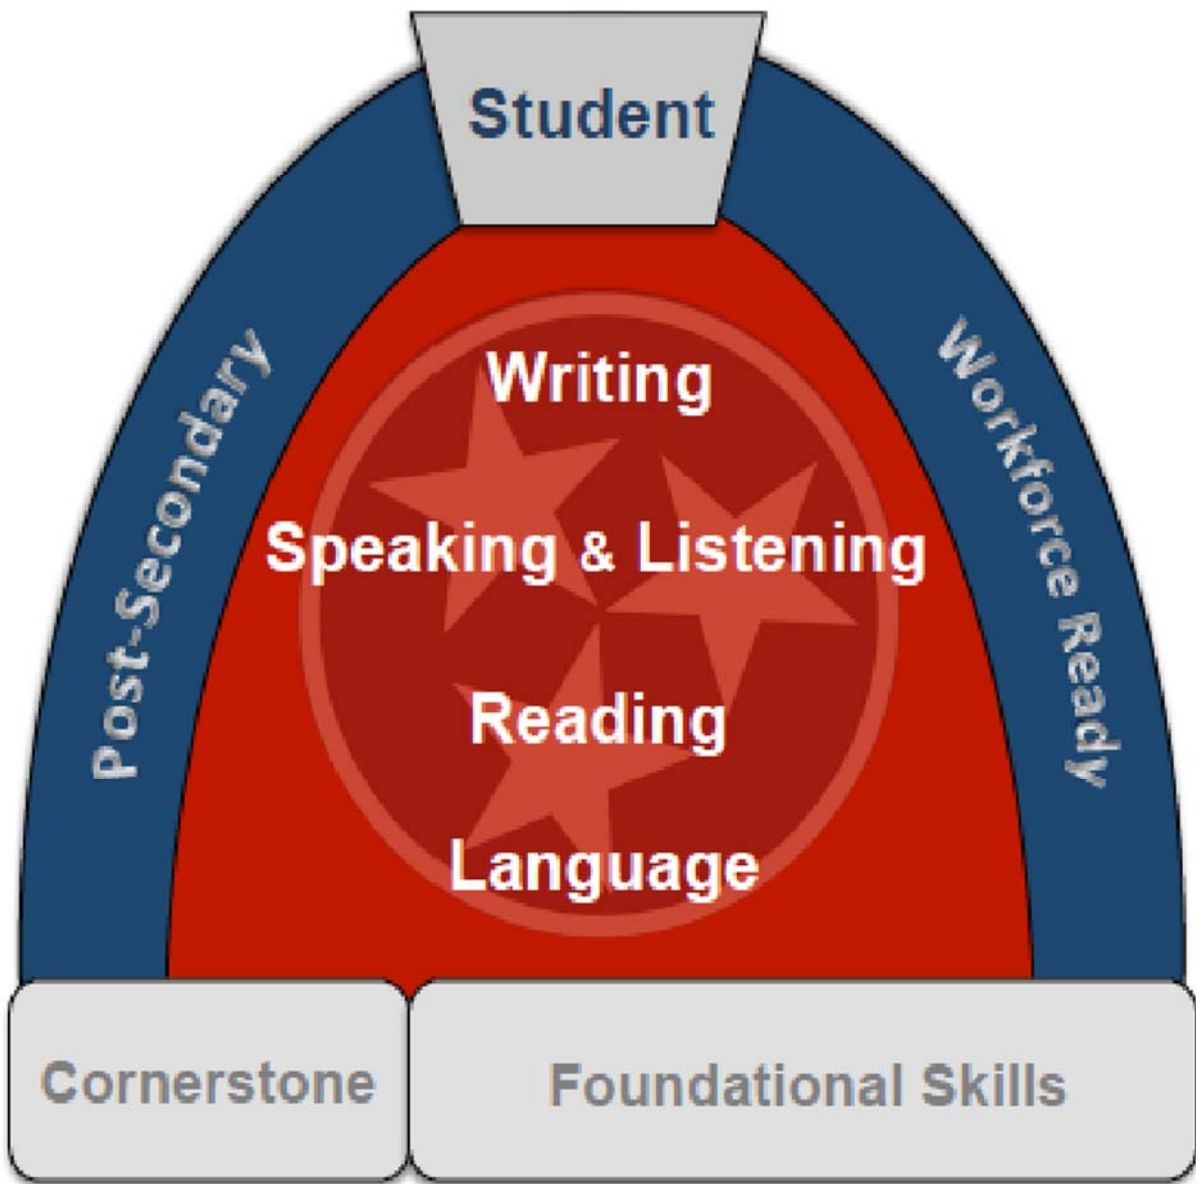 Student
Post-Secondary
Workforce Ready
Writing
Speaking & Listening
Reading
Language
Cornerstone
Foundational Skills